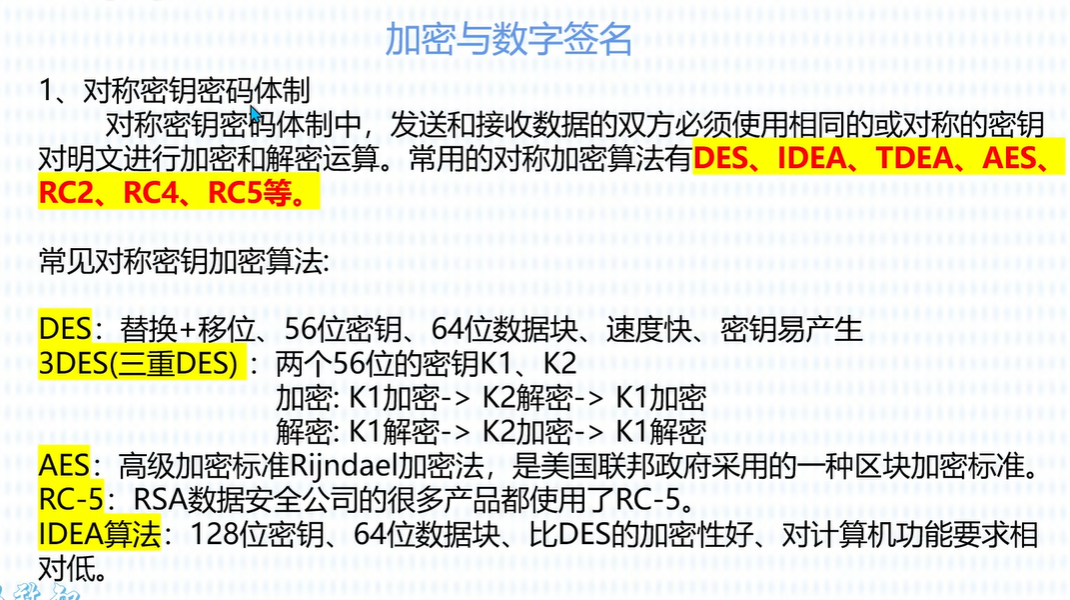 加密与数字签名
1、对称密钥密码体制
对称密钥密码体制中，发送和接收数据的双方必须使用相同的或对称的密钥
对明文进行加密和解密运算。常用的对称加密算法有DES、IDEA、TDEA、AES、
RC2、RC4、RC5等。
常见对称密钥加密算法:
DES：替换+移位、56位密钥、64位数据块、速度快、密钥易产生
3DES(三重DES) ：两个56位的密钥K1、K2
加密: K1加密-> K2解密-> K1加密
解密: K1解密-> K2加密-> K1解密
AES：高级加密标准Rijndael加密法，是美国联邦政府采用的一种区块加密标准。
RC-5：RSA数据安全公司的很多产品都使用了RC-5。
IDEA算法：128位密钥、64位数据块、比DES的加密性好、对计算机功能要求相
对低。